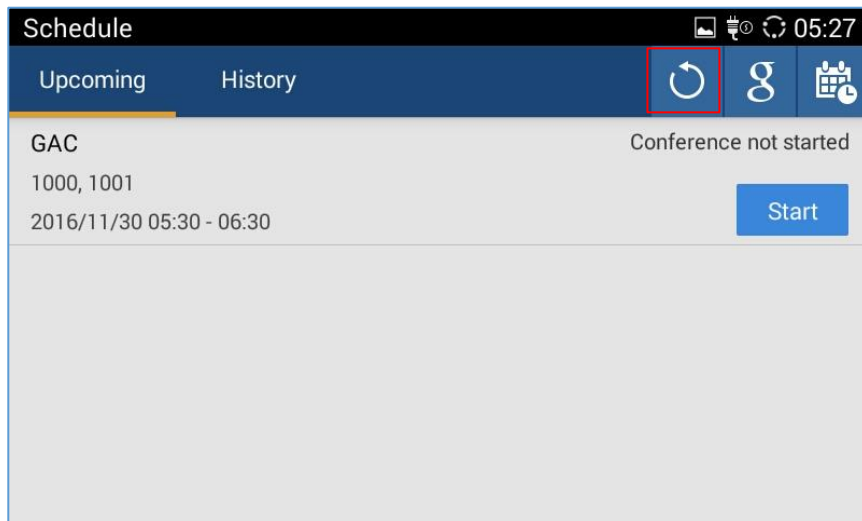 Schedule 05:27
Upcoming History g
GAC Conference not started
1000, 1001
Start
2016/11/30 05:30 - 06:30